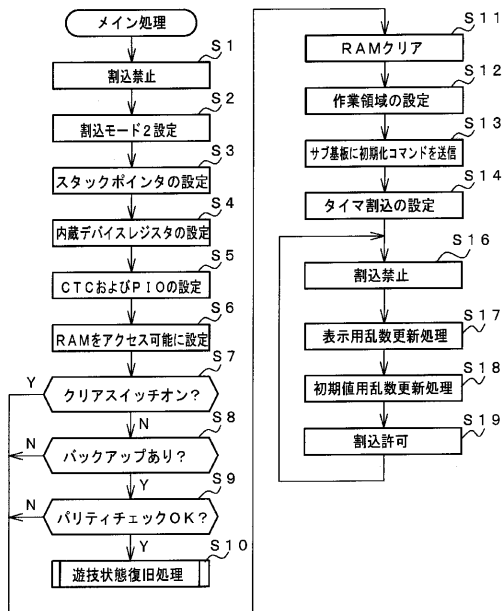 メイン処理
S1
割込禁止
S2
割込モード2設定
S3
スタックポインタの設定
S4
内蔵デバイスレジスタの設定
S5
CTCおよびPIOの設定
S6
RAMをアクセス可能に設定
S7
Y
クリアスイッチオン?
N
S8
N
バックアップあり?
Y
S9
N
パリティチェックOK?
Y
S10
遊技状態復旧処理
S11
RAMクリア
S12
作業領域の設定
S13
サブ基板に初期化コマンドを送信
S14
タイマ割込の設定
S16
割込禁止
S17
表示用乱数更新処理
S18
初期値用乱数更新処理
S19
割込許可